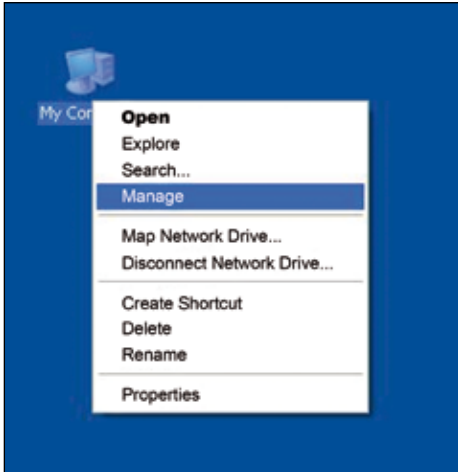 My Cor
Open
Explore
Search...
Manage
Map Network Drive...
Disconnect Network Drive...
Create Shortcut
Delete
Rename
Properties